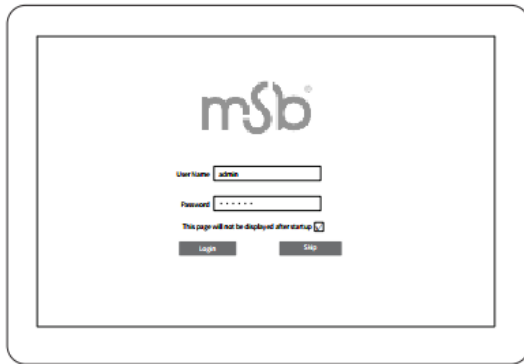 msb®
User Name admin
Password ······
This page will not be displayed after startup
Login Skip